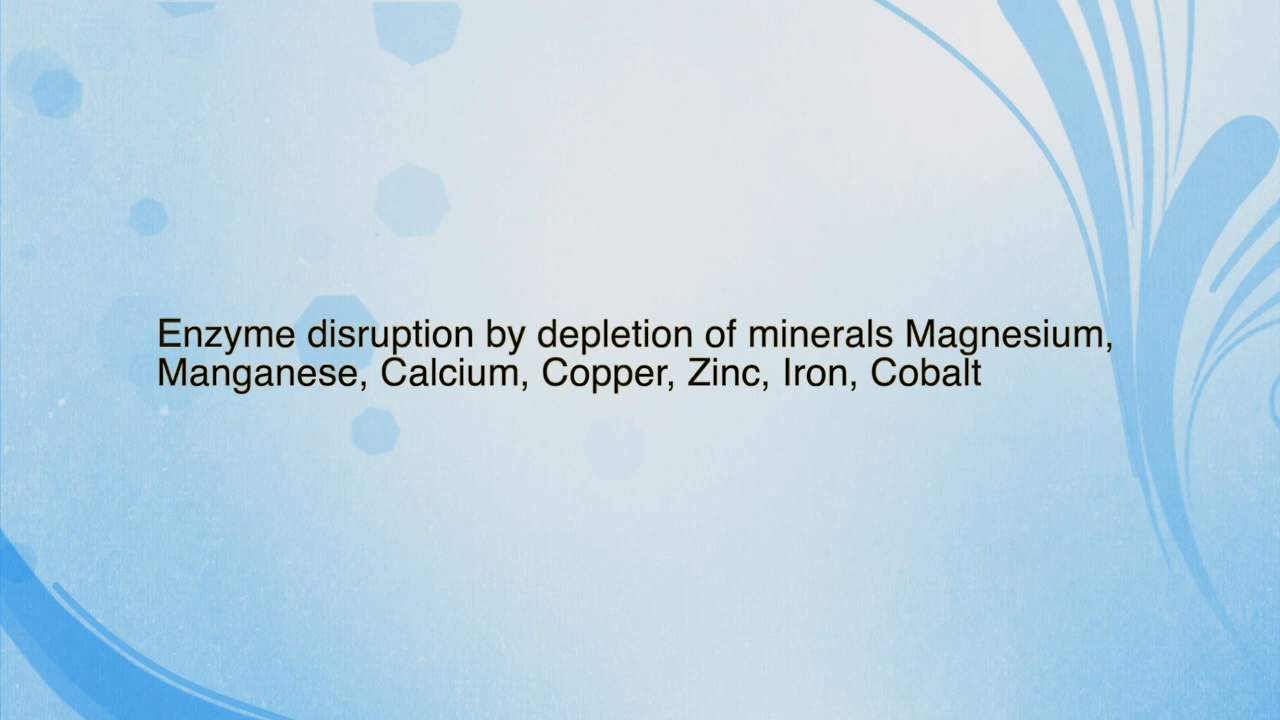 Enzyme disruption by depletion of minerals Magnesium,
Manganese, Calcium, Copper, Zinc, Iron, Cobalt